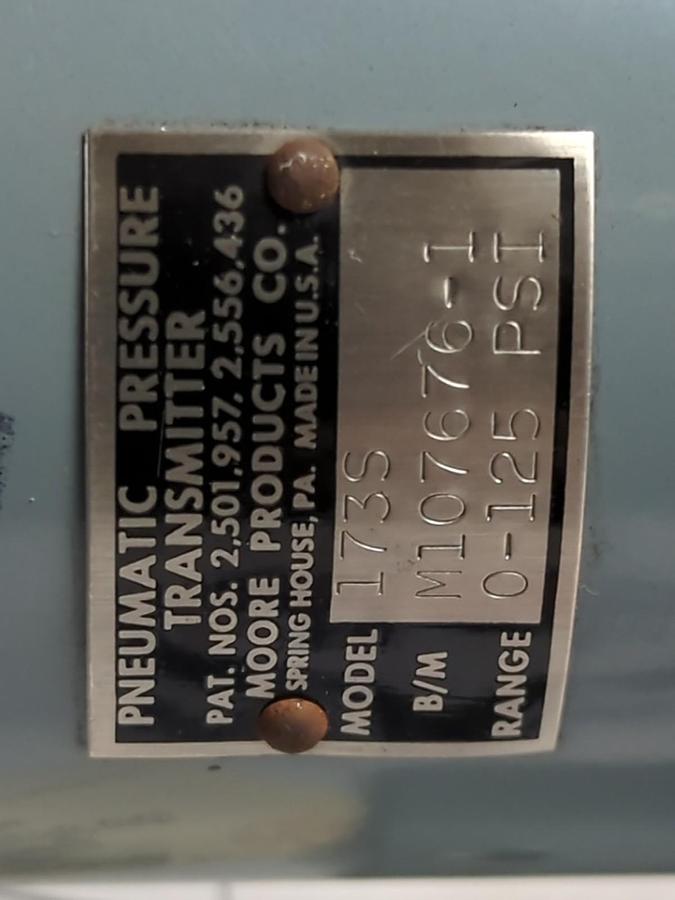 PNEUMATIC PRESSURE
TRANSMITTER
PAT. NOS. 2,501,957, 2,556,436
MOORE PRODUCTS CO.
SPRING HOUSE, PA. MADE IN U.S.A.
MODEL 173S
B/M M107676-1
RANGE 0-125 PSI